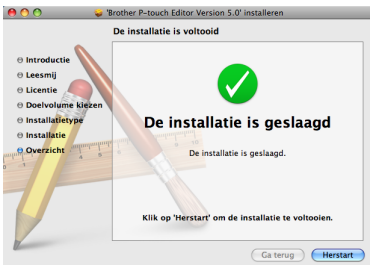 'Brother P-touch Editor Version 5.0' installeren
De installatie is voltooid
Introductie
Leesmij
Licentie
Doelvolume kiezen
Installatietype
Installatie
Overzicht
De installatie is geslaagd
De installatie is geslaagd.
Klik op 'Herstart' om de installatie te voltooien.
Ga terug
Herstart